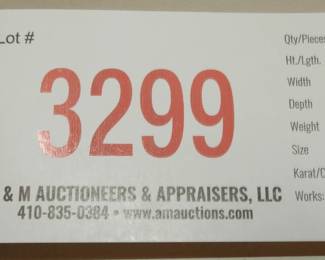 Lot #
3299
& M AUCTIONEERS & APPRAISERS, LLC
410-835-0384 • www.amauctions.com
Qty/Pieces
Ht./Lgth.
Width
Depth
Weight
Size
Karat/C
Works: